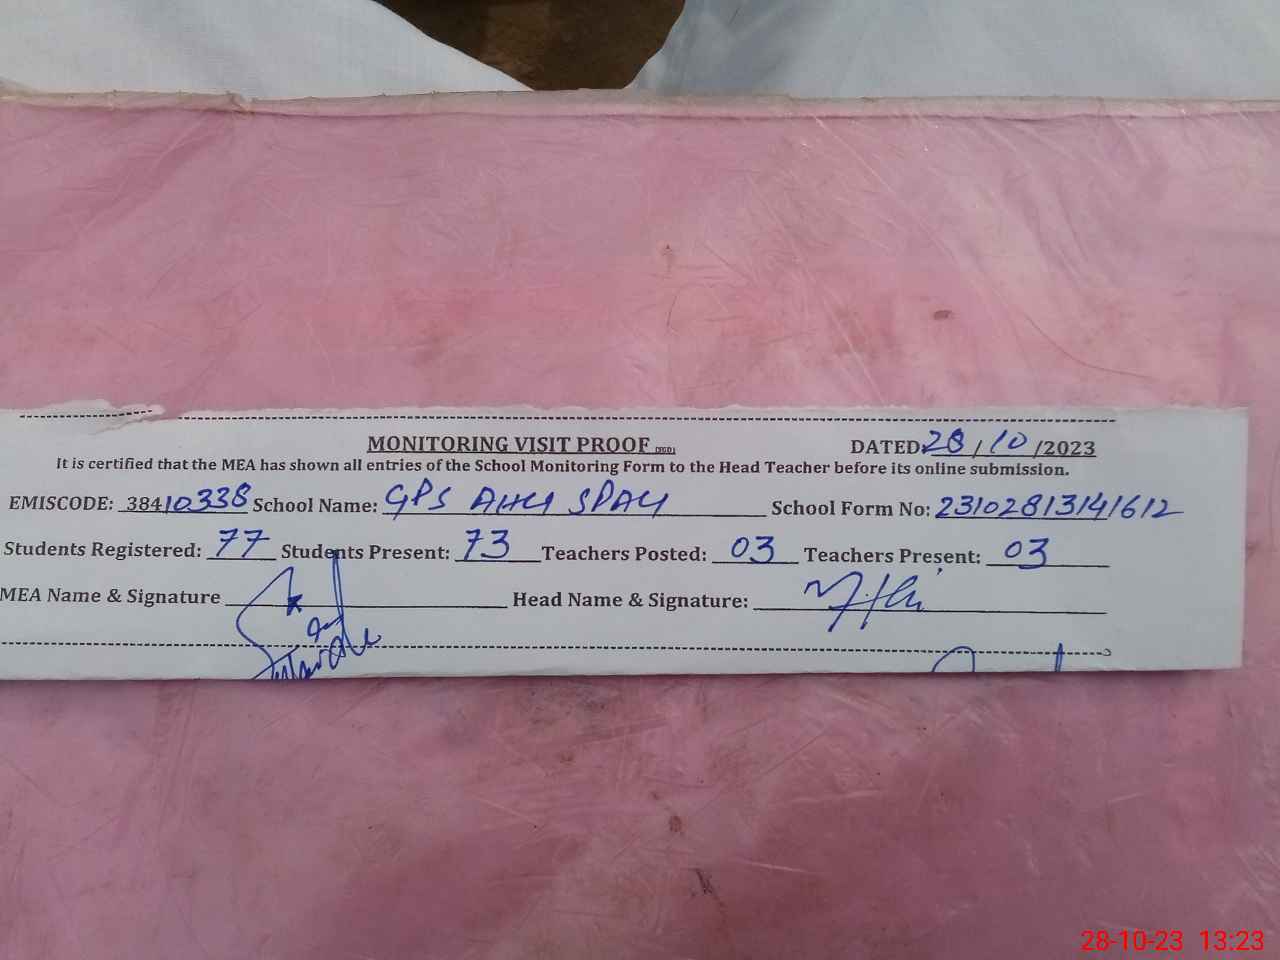 MONITORING VISIT PROOF DATED 28 / 10 /2023
It is certified that the MEA has shown all entries of the School Monitoring Form to the Head Teacher before its online submission.
EMISCODE: 38410338 School Name: GPS School Form No: 23102813141612
Students Registered: 77 Students Present: 73 Teachers Posted: 03 Teachers Present: 03
MEA Name & Signature Head Name & Signature:
28-10-23 13:23